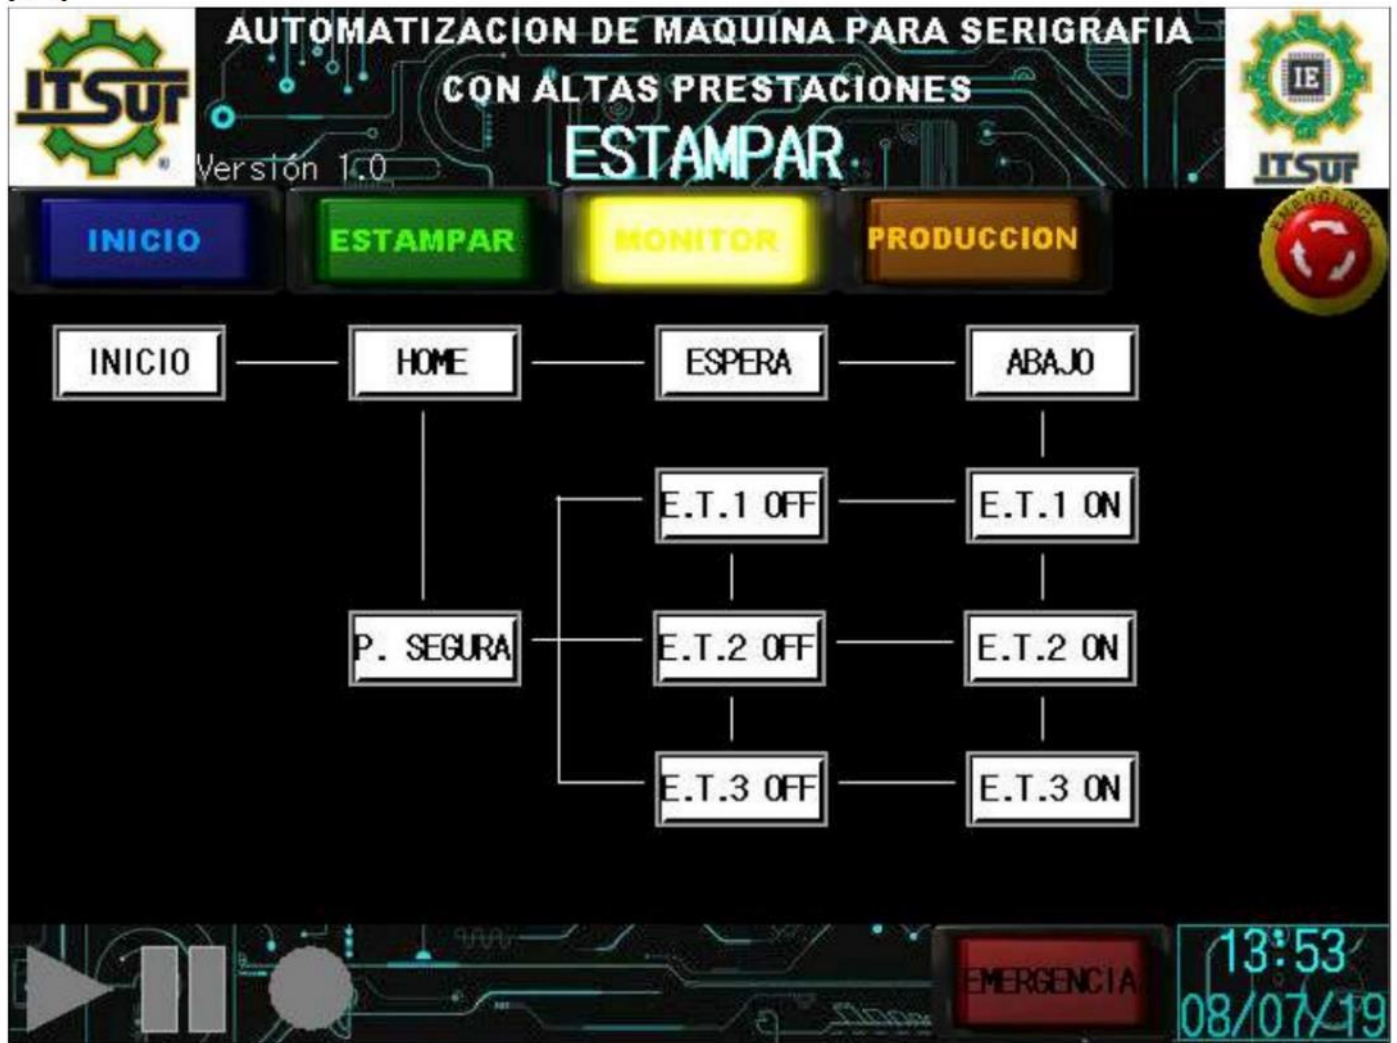 AUTOMATIZACION DE MAQUINA PARA SERIGRAFIA
CON ALTAS PRESTACIONES
ESTAMPAR
Versión 1.0
ITSur
IE
ITSur
EMERGENCY
INICIO
ESTAMPAR
MONITOR
PRODUCCION
INICIO
HOME
ESPERA
ABAJO
E.T.1 OFF
E.T.1 ON
P. SEGURA
E.T.2 OFF
E.T.2 ON
E.T.3 OFF
E.T.3 ON
EMERGENCIA
13:53
08/07/19